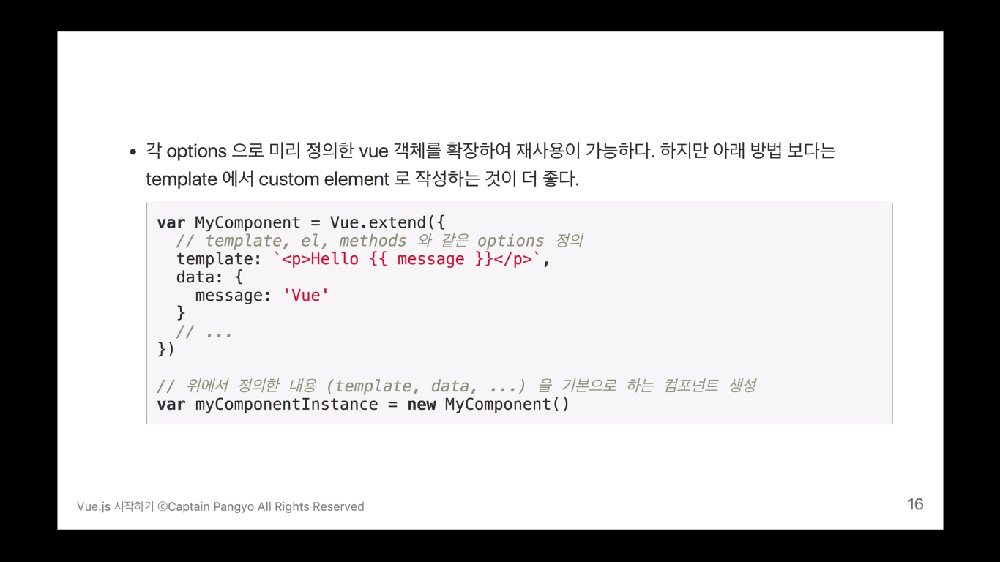 • 각 options 으로 미리 정의한 vue 객체를 확장하여 재사용이 가능하다. 하지만 아래 방법 보다는
template 에서 custom element 로 작성하는 것이 더 좋다.
var MyComponent = Vue.extend({
  // template, el, methods 와 같은 options 정의
  template: `<p>Hello {{ message }}</p>`,
  data: {
    message: 'Vue'
  }
  // ...
})

// 위에서 정의한 내용 (template, data, ...) 을 기본으로 하는 컴포넌트 생성
var myComponentInstance = new MyComponent()
Vue.js 시작하기 ©Captain Pangyo All Rights Reserved
16